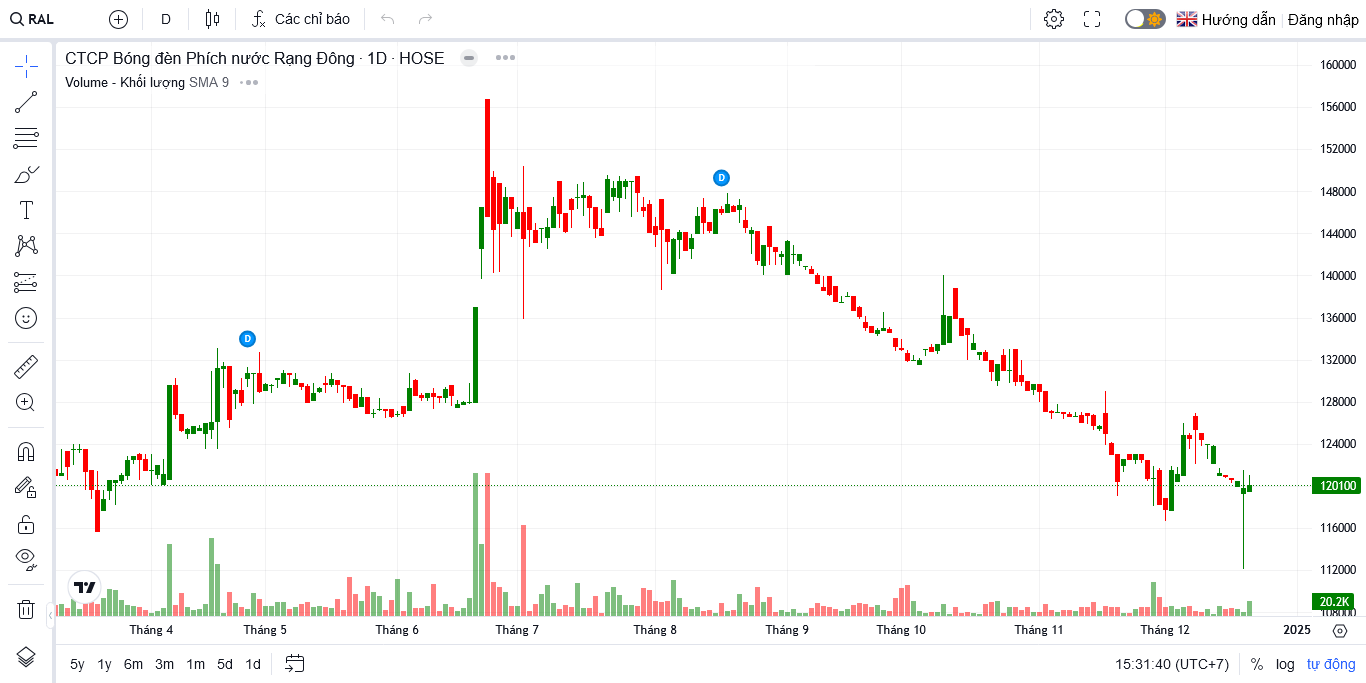 RAL D Các chỉ báo Hướng dẫn Đăng nhập
CTCP Bóng đèn Phích nước Rạng Đông · 1D · HOSE
Volume - Khối lượng SMA 9
D
D
160000
156000
152000
148000
144000
140000
136000
132000
128000
124000
120100
116000
112000
20.2K
108000
Tháng 4 Tháng 5 Tháng 6 Tháng 7 Tháng 8 Tháng 9 Tháng 10 Tháng 11 Tháng 12 2025
5y 1y 6m 3m 1m 5d 1d 15:31:40 (UTC+7) % log tự động